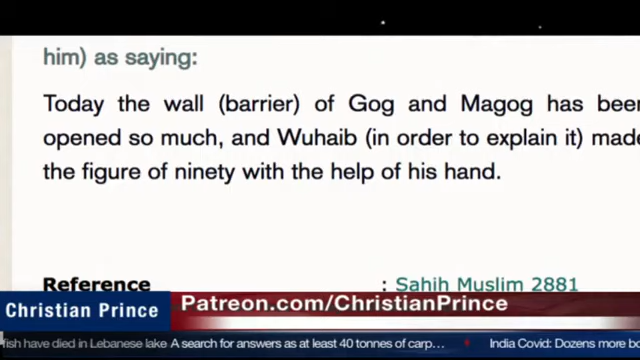 him) as saying:
Today the wall (barrier) of Gog and Magog has been
opened so much, and Wuhaib (in order to explain it) made
the figure of ninety with the help of his hand.
Reference : Sahih Muslim 2881
Christian Prince
Patreon.com/ChristianPrince
fish have died in Lebanese lake A search for answers as at least 40 tonnes of carp... India Covid: Dozens more bo